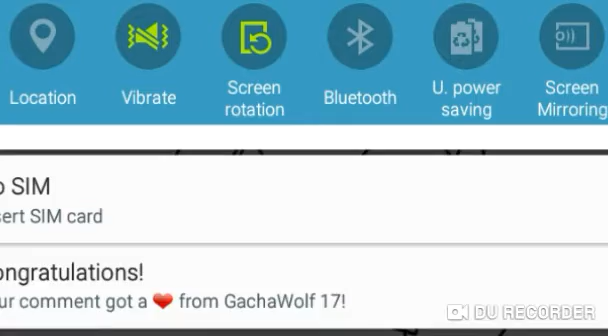 Location
Vibrate
Screen
rotation
Bluetooth
U. power
saving
Screen
Mirroring
o SIM
sert SIM card
ongratulations!
ur comment got a ❤️ from GachaWolf 17!
DU RECORDER